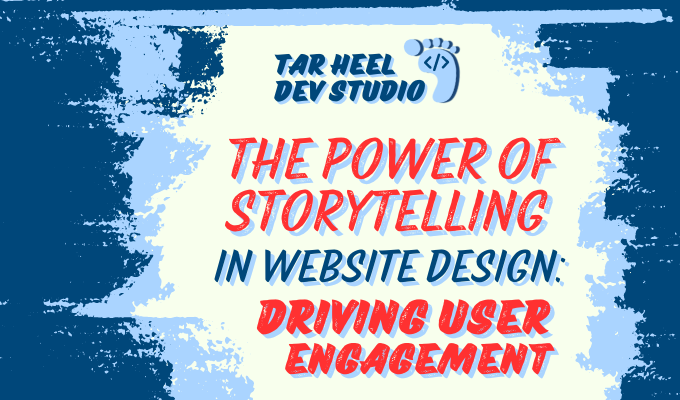 TAR HEEL
DEV STUDIO
</>
THE POWER OF
STORYTELLING
IN WEBSITE DESIGN:
DRIVING USER
ENGAGEMENT